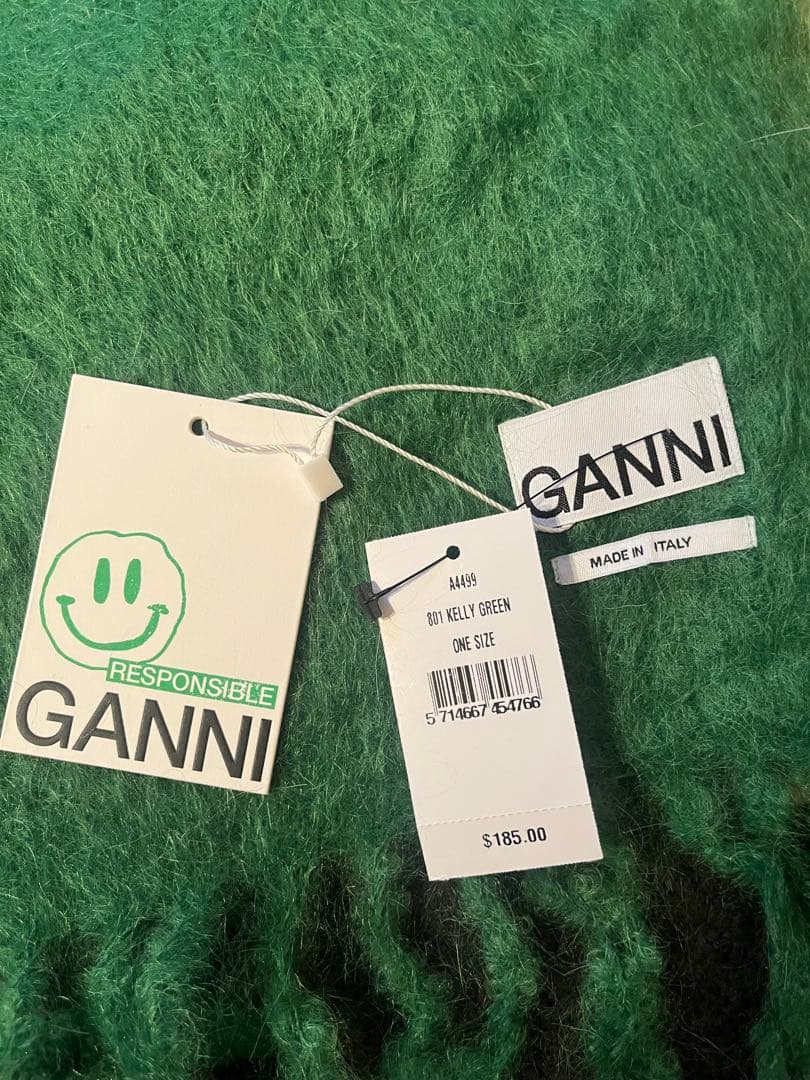 RESPONSIBLE
GANNI
GANNI
MADE IN ITALY
A4499
801 KELLY GREEN
ONE SIZE
5 714667 454766
$185.00